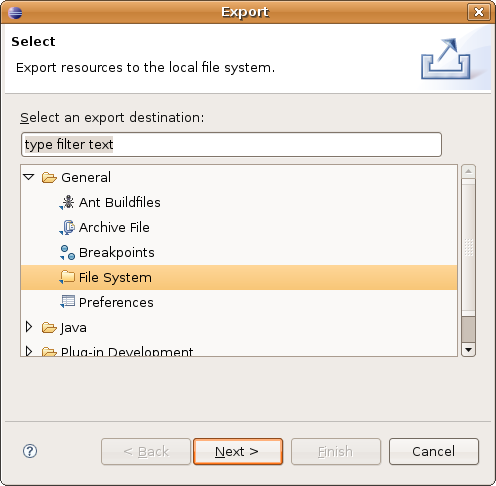 Export
Select
Export resources to the local file system.
Select an export destination:
type filter text
General
Ant Buildfiles
Archive File
Breakpoints
File System
Preferences
Java
Plug-in Development
?
< Back
Next >
Finish
Cancel